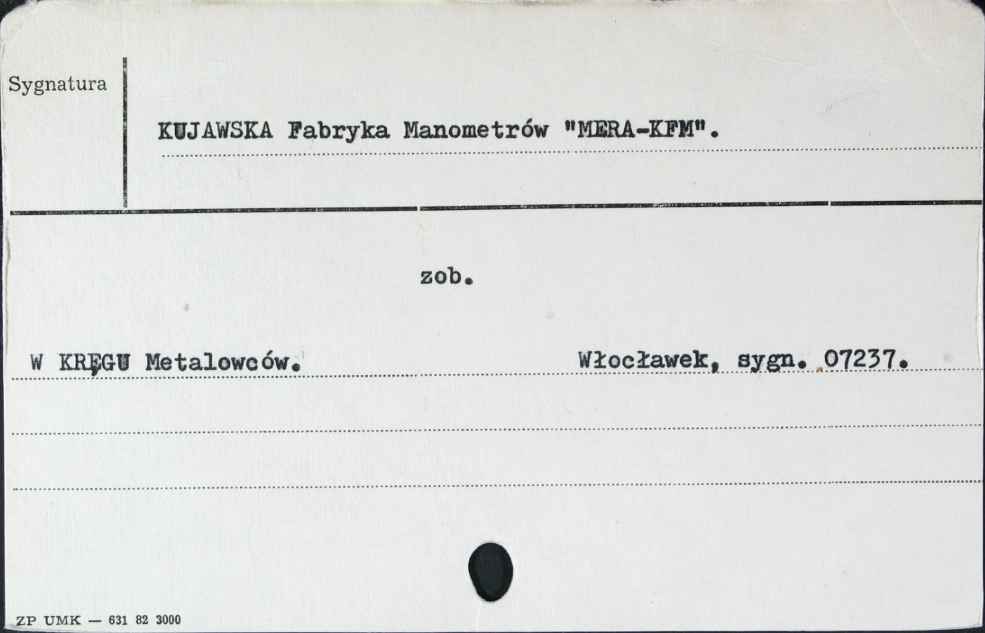 Sygnatura
KUJAWSKA Fabryka Manometrów "MERA-KFM".
zob.
W KRĘGU Metalowców. Włocławek, sygn. 07237.
ZP UMK — 631 82 3000